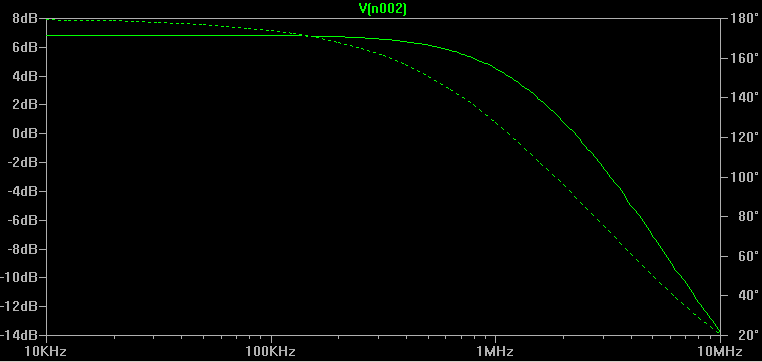 V(n002)
8dB
6dB
4dB
2dB
0dB
-2dB
-4dB
-6dB
-8dB
-10dB
-12dB
-14dB
180°
160°
140°
120°
100°
80°
60°
40°
20°
10KHz 100KHz 1MHz 10MHz